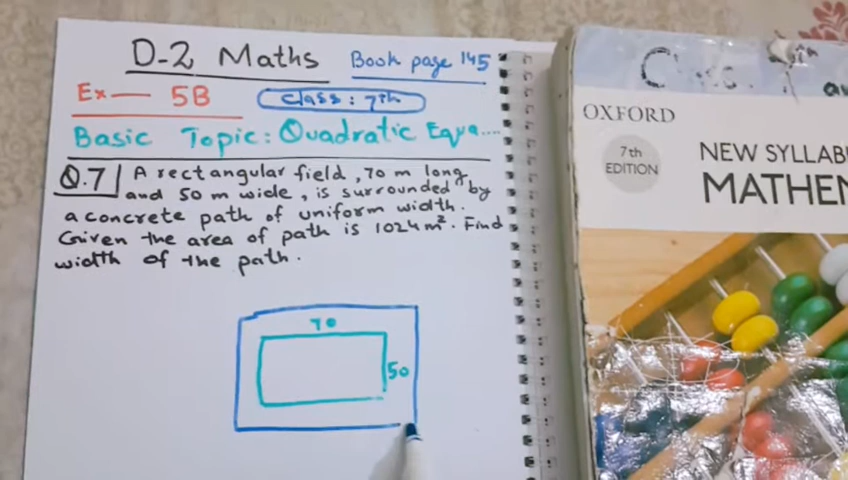 D-2 Maths
Book page 145
Ex— 5B
Class : 7th
Basic Topic: Quadratic Equa....
Q.7 A rectangular field, 70 m long
and 50 m wide, is surrounded by
a concrete path of uniform width.
Given the area of path is 1024 m². Find
width of the path.
70
50
OXFORD
7th
EDITION
NEW SYLLAB
MATHEM